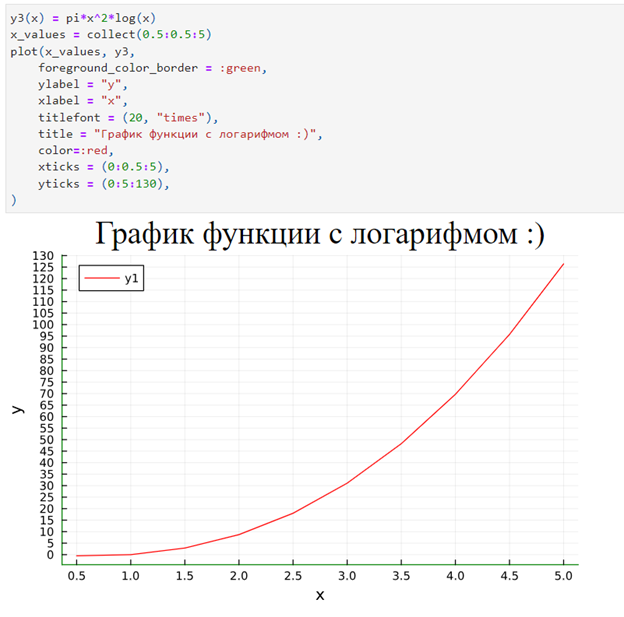 y3(x) = pi*x^2*log(x)
x_values = collect(0.5:0.5:5)
plot(x_values, y3,
    foreground_color_border = :green,
    ylabel = "y",
    xlabel = "x",
    titlefont = (20, "times"),
    title = "График функции с логарифмом :)",
    color=:red,
    xticks = (0:0.5:5),
    yticks = (0:5:130),
)
График функции с логарифмом :)
130
125
120
115
110
105
100
95
90
85
80
75
70
65
60
55
50
45
40
35
30
25
20
15
10
5
0
y1
y
0.5 1.0 1.5 2.0 2.5 3.0 3.5 4.0 4.5 5.0
x